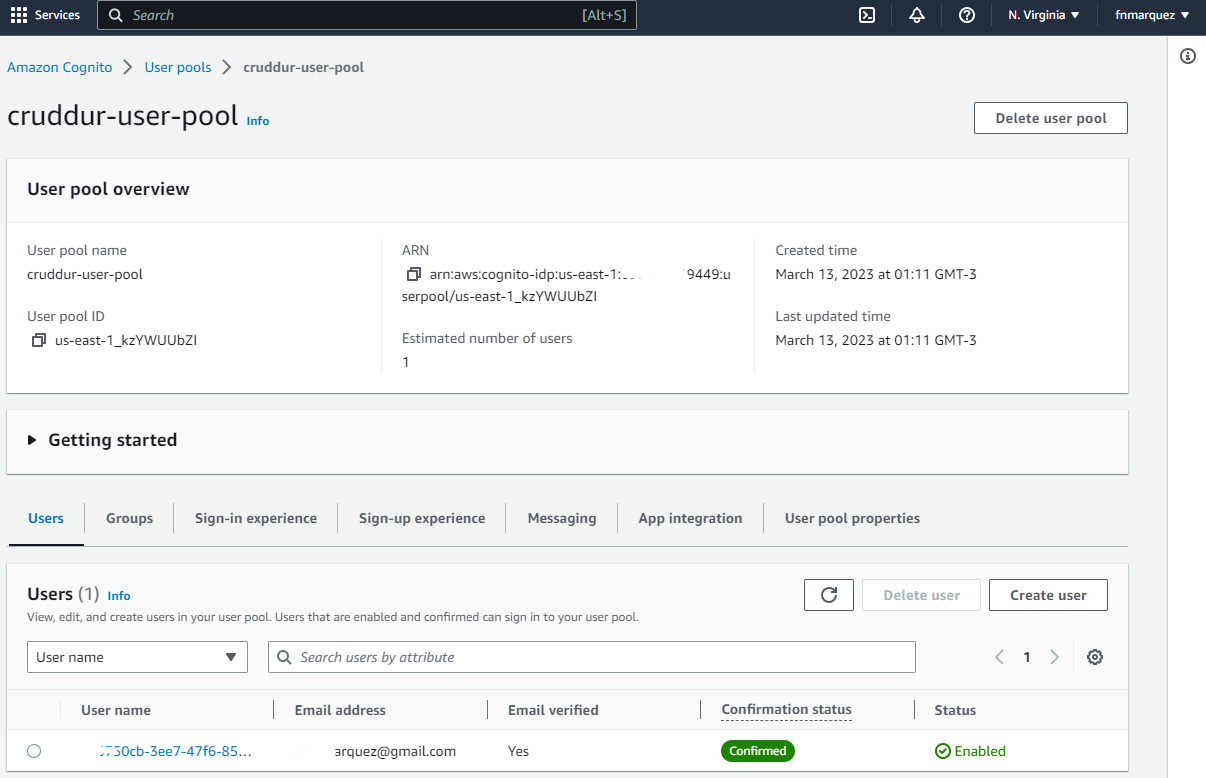 Services
Search
[Alt+S]
N. Virginia
fnmarquez
Amazon Cognito
User pools
cruddur-user-pool
cruddur-user-pool
Info
Delete user pool
User pool overview
User pool name
cruddur-user-pool
User pool ID
us-east-1_kzYWUUbZI
ARN
arn:aws:cognito-idp:us-east-1: 9449:u
serpool/us-east-1_kzYWUUbZI
Estimated number of users
1
Created time
March 13, 2023 at 01:11 GMT-3
Last updated time
March 13, 2023 at 01:11 GMT-3
Getting started
Users
Groups
Sign-in experience
Sign-up experience
Messaging
App integration
User pool properties
Users (1)
Info
View, edit, and create users in your user pool. Users that are enabled and confirmed can sign in to your user pool.
Delete user
Create user
User name
Search users by attribute
1
User name
Email address
Email verified
Confirmation status
Status
50cb-3ee7-47f6-85...
arquez@gmail.com
Yes
Confirmed
Enabled